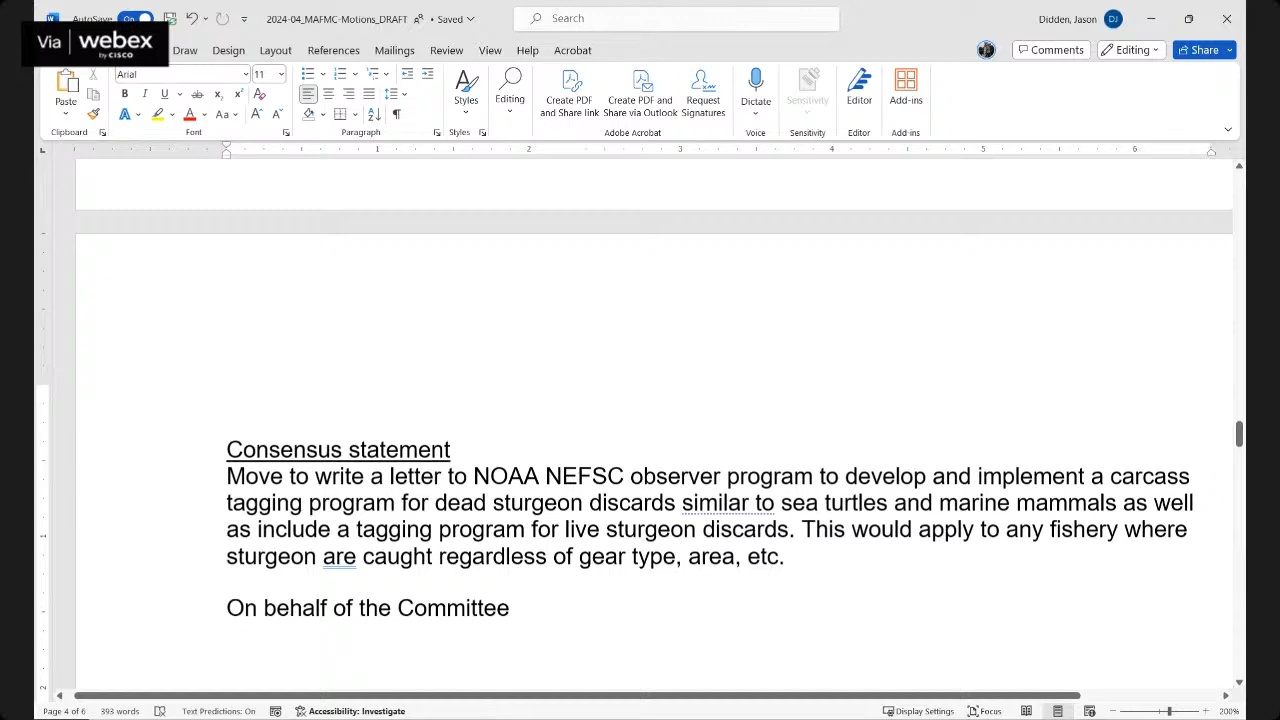 AutoSave On 2024-04_MAFMC-Motions_DRAFT • Saved Search Didden, Jason DJ
Via webex
by CISCO
Draw Design Layout References Mailings Review View Help Acrobat Comments Editing Share
Arial 11
Paste
Styles
Editing
Create PDF
and Share link
Create PDF and
Share via Outlook
Request
Signatures
Dictate
Sensitivity
Editor
Add-ins
Clipboard Font Paragraph Styles Adobe Acrobat Voice Sensitivity Editor Add-ins
1 2 3 4 5 6
Consensus statement
Move to write a letter to NOAA NEFSC observer program to develop and implement a carcass
tagging program for dead sturgeon discards similar to sea turtles and marine mammals as well
as include a tagging program for live sturgeon discards. This would apply to any fishery where
sturgeon are caught regardless of gear type, area, etc.
On behalf of the Committee
Page 4 of 6 393 words Text Predictions: On Accessibility: Investigate Display Settings Focus 200%